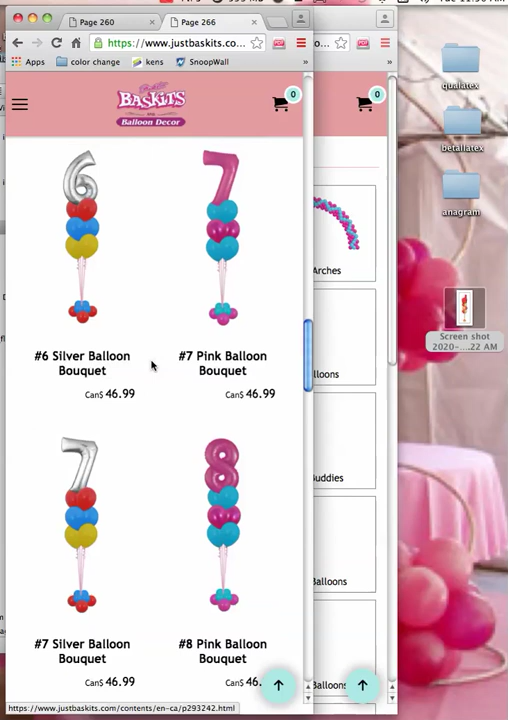 Page 260
Page 266
https://www.justbaskits.co...
Apps
color change
kens
SnoopWall
»
BASKITS
Balloon Decor
0
0
#6 Silver Balloon
Bouquet
Can$ 46.99
#7 Pink Balloon
Bouquet
Can$ 46.99
#7 Silver Balloon
Bouquet
Can$ 46.99
#8 Pink Balloon
Bouquet
Can$ 46.
Arches
lloons
Buddies
Balloons
Balloons
https://www.justbaskits.com/contents/en-ca/p293242.html
qualatex
betallatex
anagram
Screen shot
2020-....22 AM